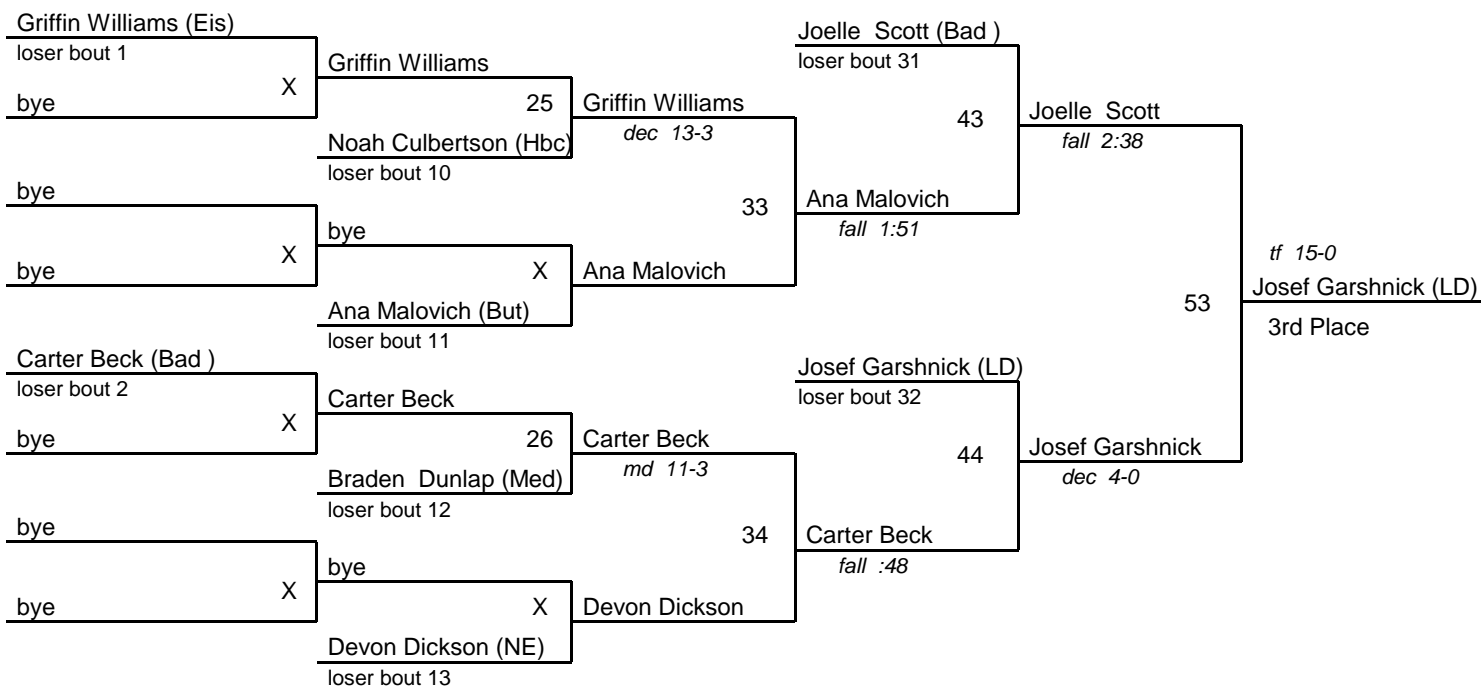 Griffin Williams (Eis)
loser bout 1
X
bye
bye
X
bye
Carter Beck (Bad )
loser bout 2
X
bye
bye
X
bye
Griffin Williams
25
Noah Culbertson (Hbc)
loser bout 10
bye
X
Ana Malovich (But)
loser bout 11
Carter Beck
26
Braden  Dunlap (Med)
loser bout 12
bye
X
Devon Dickson (NE)
loser bout 13
Griffin Williams
dec  13-3
33
Ana Malovich
Carter Beck
md  11-3
34
Devon Dickson
Joelle  Scott (Bad )
loser bout 31
43
Ana Malovich
fall  1:51
Josef Garshnick (LD)
loser bout 32
44
Carter Beck
fall  :48
Joelle  Scott
fall  2:38
53
Josef Garshnick
dec  4-0
tf  15-0
Josef Garshnick (LD)
3rd Place